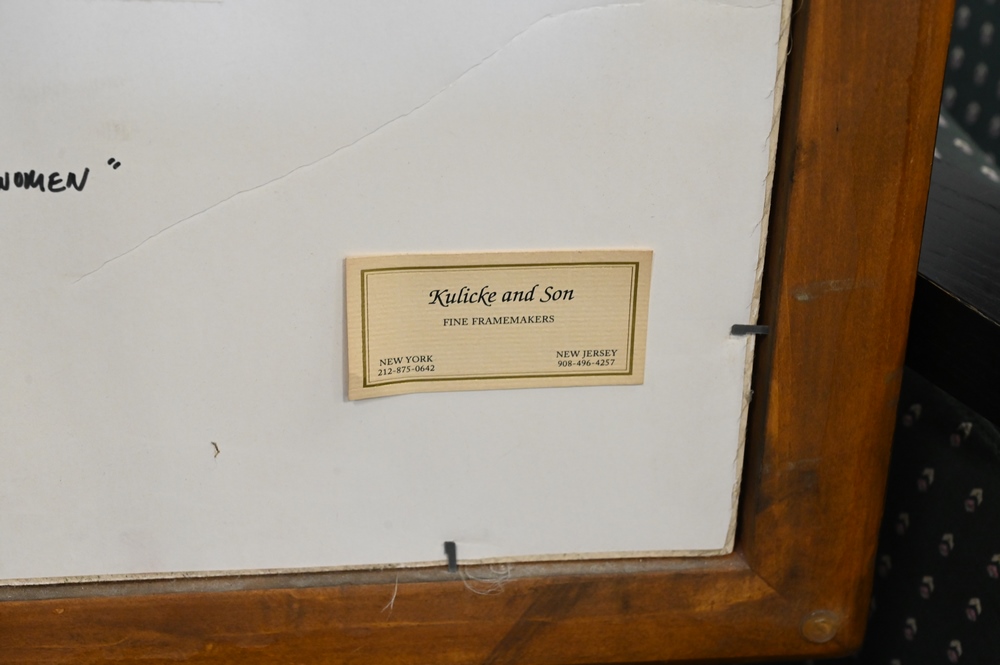 WOMEN"
Kulicke and Son
FINE FRAMEMAKERS
NEW YORK
212-875-0642
NEW JERSEY
908-496-4257